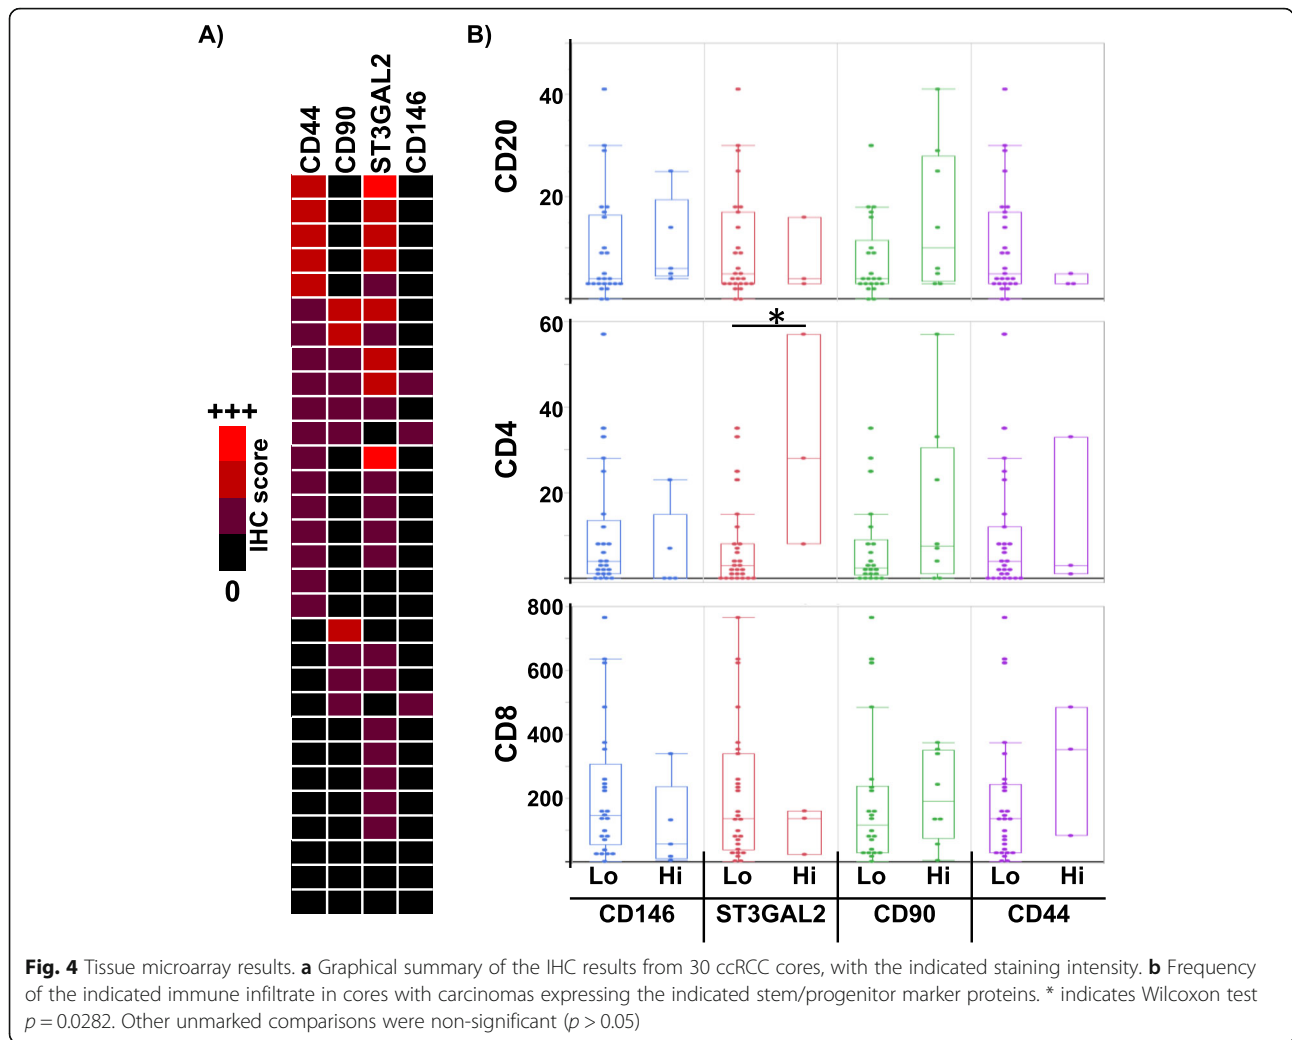 A)
B)
CD44
CD90
ST3GAL2
CD146
+++
IHC score
0
CD20
40
20
CD4
60
40
20
*
CD8
800
600
400
200
Lo Hi Lo Hi Lo Hi Lo Hi
CD146 ST3GAL2 CD90 CD44
Fig. 4 Tissue microarray results. a Graphical summary of the IHC results from 30 ccRCC cores, with the indicated staining intensity. b Frequency
of the indicated immune infiltrate in cores with carcinomas expressing the indicated stem/progenitor marker proteins. * indicates Wilcoxon test
p = 0.0282. Other unmarked comparisons were non-significant (p > 0.05)